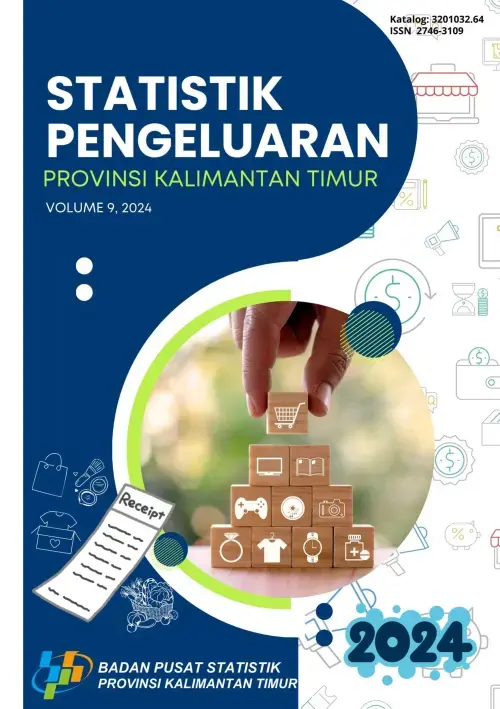 Katalog: 3201032.64
ISSN 2746-3109
STATISTIK
PENGELUARAN
PROVINSI KALIMANTAN TIMUR
VOLUME 9, 2024
Receipt
2024
BADAN PUSAT STATISTIK
PROVINSI KALIMANTAN TIMUR